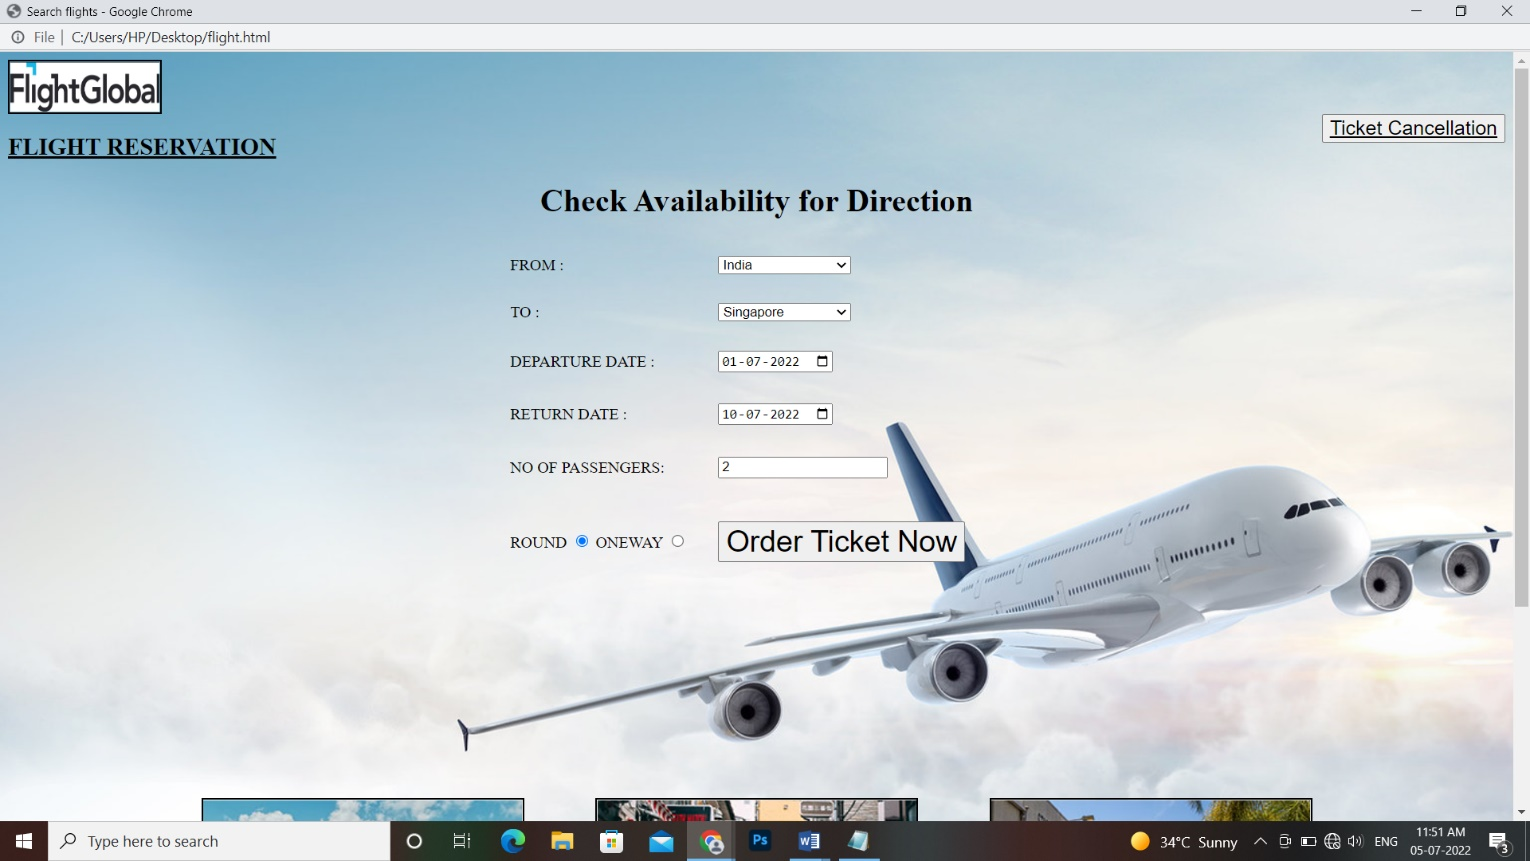 Search flights - Google Chrome
File | C:/Users/HP/Desktop/flight.html
FlightGlobal
Ticket Cancellation
FLIGHT RESERVATION
Check Availability for Direction
FROM : India
TO : Singapore
DEPARTURE DATE : 01-07-2022
RETURN DATE : 10-07-2022
NO OF PASSENGERS: 2
ROUND ONEWAY Order Ticket Now
Type here to search
Ps
W
34°C Sunny
ENG
11:51 AM
05-07-2022
3